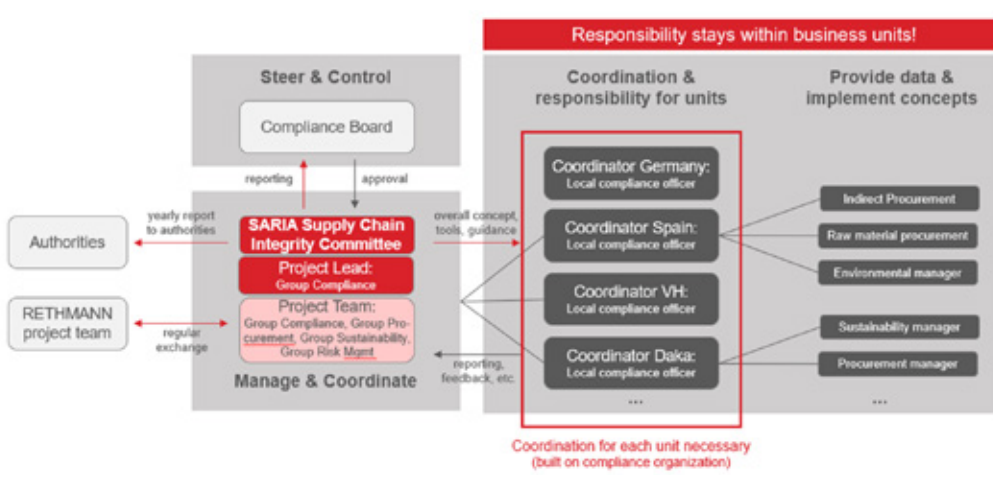 Responsibility stays within business units!
Steer & Control
Compliance Board
reporting
approval
Authorities
yearly report
to authorities
SARIA Supply Chain
Integrity Committee
Project Lead:
Group Compliance
Project Team:
Group Compliance, Group Pro-
curement, Group Sustainability,
Group Risk Mgmt
Manage & Coordinate
RETHMANN
project team
regular
exchange
overall concept,
tools, guidance
reporting,
feedback, etc.
Coordination &
responsibility for units
Coordinator Germany:
Local compliance officer
Coordinator Spain:
Local compliance officer
Coordinator VH:
Local compliance officer
Coordinator Daka:
Local compliance officer
...
Coordination for each unit necessary
(built on compliance organization)
Provide data &
implement concepts
Indirect Procurement
Raw material procurement
Environmental manager
Sustainability manager
Procurement manager
...